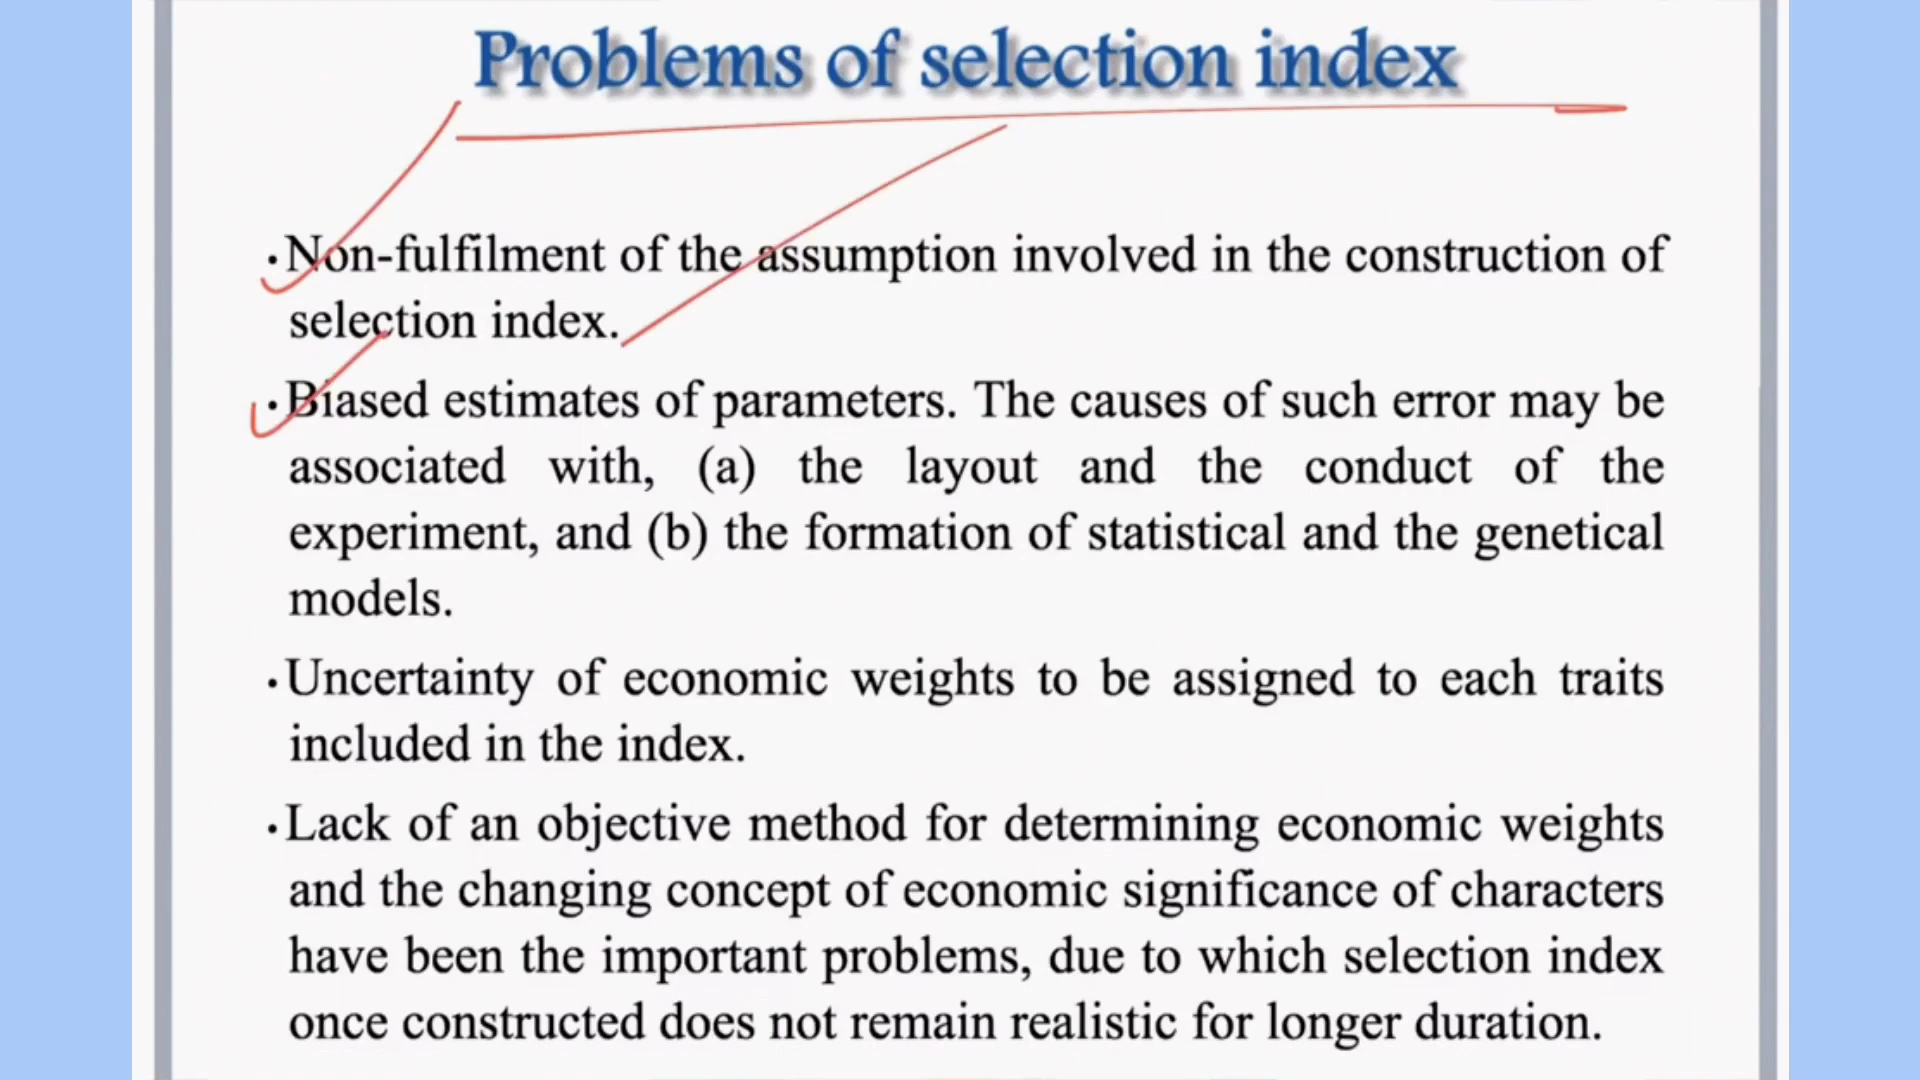 Problems of selection index
•Non-fulfilment of the assumption involved in the construction of
selection index.
•Biased estimates of parameters. The causes of such error may be
associated with, (a) the layout and the conduct of the
experiment, and (b) the formation of statistical and the genetical
models.
•Uncertainty of economic weights to be assigned to each traits
included in the index.
•Lack of an objective method for determining economic weights
and the changing concept of economic significance of characters
have been the important problems, due to which selection index
once constructed does not remain realistic for longer duration.